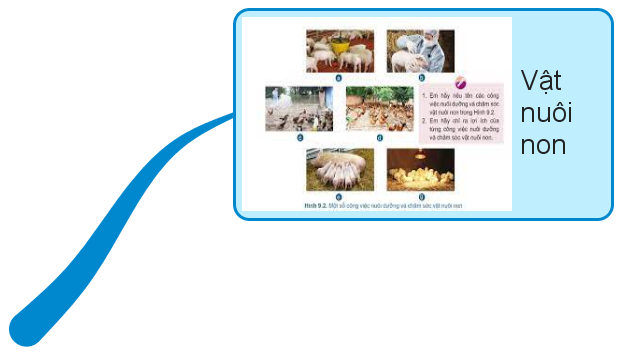 a
b
1. Em hãy nêu tên các công
việc nuôi dưỡng và chăm sóc
vật nuôi non trong Hình 9.2.
2. Em hãy chỉ ra lợi ích của
từng công việc nuôi dưỡng
và chăm sóc vật nuôi non.
c
d
e
g
Hình 9.2. Một số công việc nuôi dưỡng và chăm sóc vật nuôi non
Vật
nuôi
non